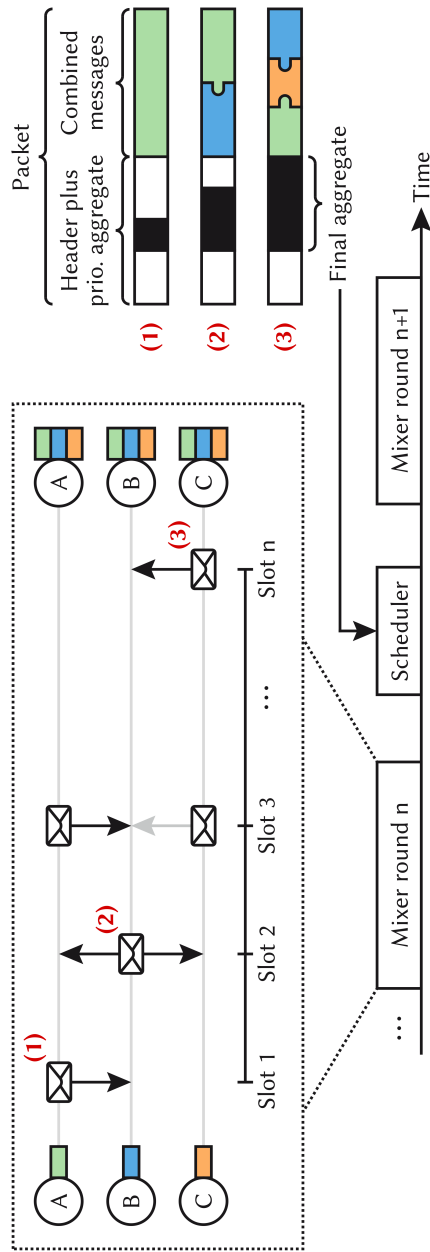 A
B
C
(1)
(2)
(3)
A
B
C
Slot 1
Slot 2
Slot 3
...
Slot n
Packet
Header plus
prio. aggregate
Combined
messages
(1)
(2)
(3)
Final aggregate
...
Mixer round n
Scheduler
Mixer round n+1
Time